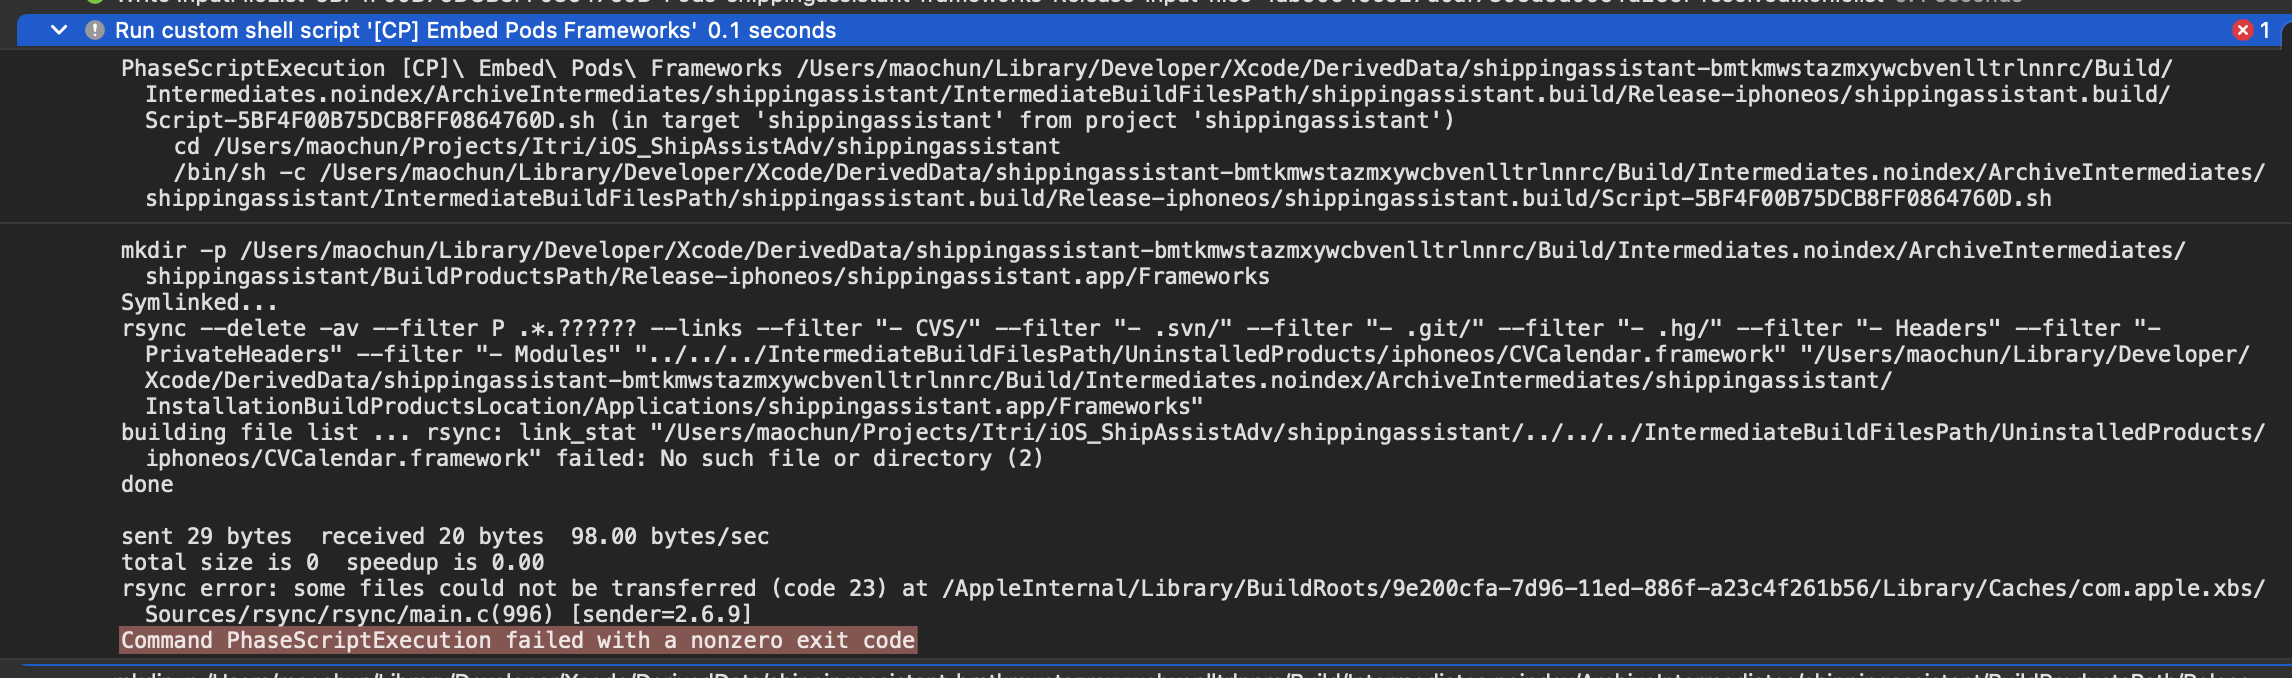 Run custom shell script '[CP] Embed Pods Frameworks' 0.1 seconds 1
PhaseScriptExecution [CP]\ Embed\ Pods\ Frameworks /Users/maochun/Library/Developer/Xcode/DerivedData/shippingassistant-bmtkmwstazmxywcbvenlltrlnnrc/Build/
Intermediates.noindex/ArchiveIntermediates/shippingassistant/IntermediateBuildFilesPath/shippingassistant.build/Release-iphoneos/shippingassistant.build/
Script-5BF4F00B75DCB8FF0864760D.sh (in target 'shippingassistant' from project 'shippingassistant')
cd /Users/maochun/Projects/Itri/iOS_ShipAssistAdv/shippingassistant
/bin/sh -c /Users/maochun/Library/Developer/Xcode/DerivedData/shippingassistant-bmtkmwstazmxywcbvenlltrlnnrc/Build/Intermediates.noindex/ArchiveIntermediates/
shippingassistant/IntermediateBuildFilesPath/shippingassistant.build/Release-iphoneos/shippingassistant.build/Script-5BF4F00B75DCB8FF0864760D.sh
mkdir -p /Users/maochun/Library/Developer/Xcode/DerivedData/shippingassistant-bmtkmwstazmxywcbvenlltrlnnrc/Build/Intermediates.noindex/ArchiveIntermediates/
shippingassistant/BuildProductsPath/Release-iphoneos/shippingassistant.app/Frameworks
Symlinked...
rsync --delete -av --filter P .*.?????? --links --filter "- CVS/" --filter "- .svn/" --filter "- .git/" --filter "- .hg/" --filter "- Headers" --filter "-
PrivateHeaders" --filter "- Modules" "../../../IntermediateBuildFilesPath/UninstalledProducts/iphoneos/CVCalendar.framework" "/Users/maochun/Library/Developer/
Xcode/DerivedData/shippingassistant-bmtkmwstazmxywcbvenlltrlnnrc/Build/Intermediates.noindex/ArchiveIntermediates/shippingassistant/
InstallationBuildProductsLocation/Applications/shippingassistant.app/Frameworks"
building file list ... rsync: link_stat "/Users/maochun/Projects/Itri/iOS_ShipAssistAdv/shippingassistant/../../../IntermediateBuildFilesPath/UninstalledProducts/
iphoneos/CVCalendar.framework" failed: No such file or directory (2)
done
sent 29 bytes  received 20 bytes  98.00 bytes/sec
total size is 0  speedup is 0.00
rsync error: some files could not be transferred (code 23) at /AppleInternal/Library/BuildRoots/9e200cfa-7d96-11ed-886f-a23c4f261b56/Library/Caches/com.apple.xbs/
Sources/rsync/rsync/main.c(996) [sender=2.6.9]
Command PhaseScriptExecution failed with a nonzero exit code